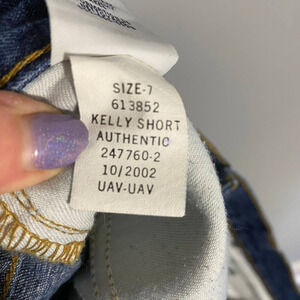 SIZE-7
613852
KELLY SHORT
AUTHENTIC
247760-2
10/2002
UAV-UAV